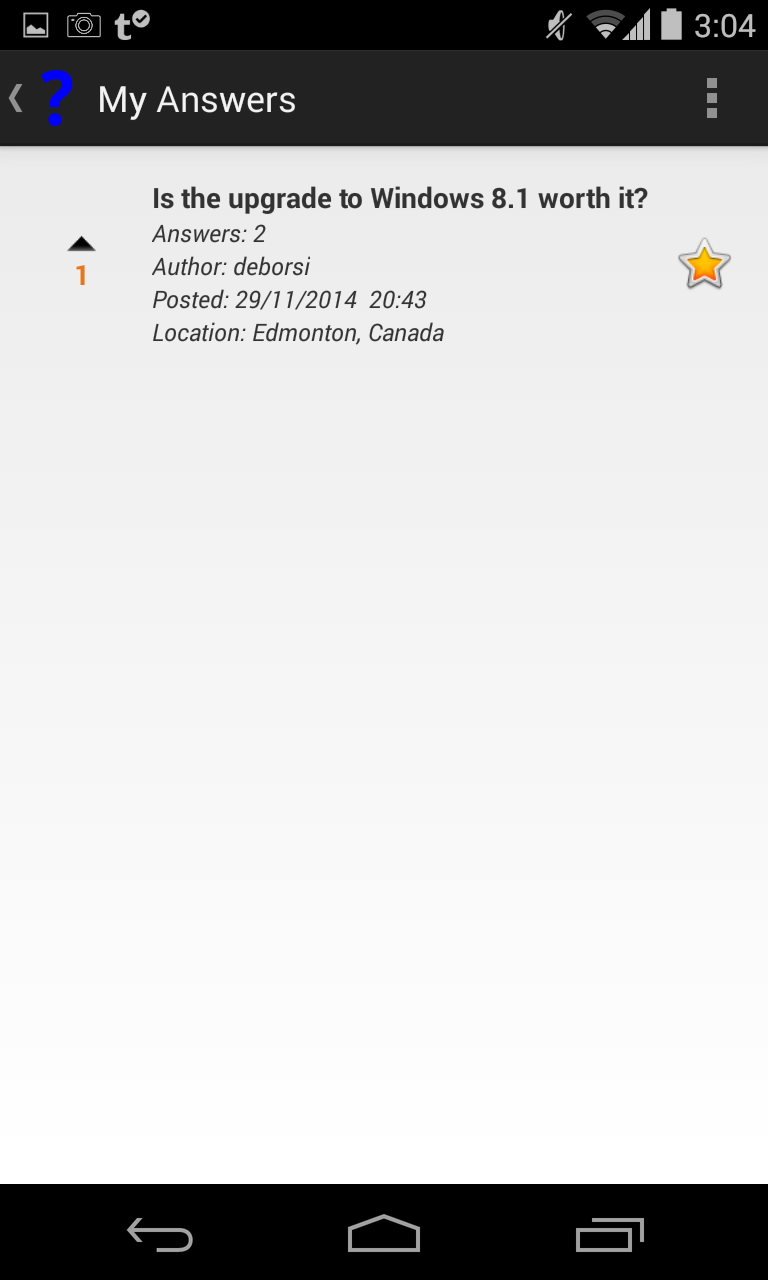 3:04
? My Answers
Is the upgrade to Windows 8.1 worth it?
Answers: 2
1
Author: deborsi
Posted: 29/11/2014  20:43
Location: Edmonton, Canada